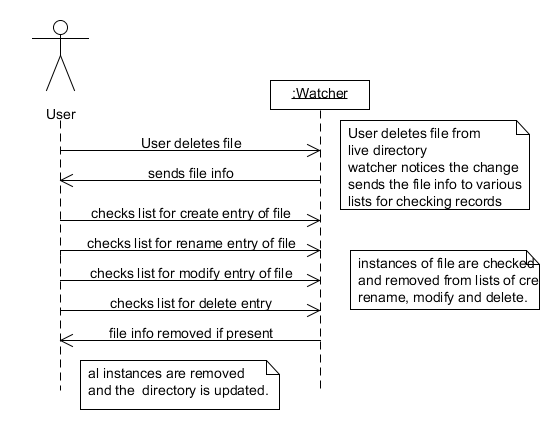 :Watcher
User
User deletes file
sends file info
checks list for create entry of file
checks list for rename entry of file
checks list for modify entry of file
checks list for delete entry
file info removed if present
User deletes file from
live directory
watcher notices the change
sends the file info to various
lists for checking records
instances of file are checked
and removed from lists of cre
rename, modify and delete.
al instances are removed
and the directory is updated.